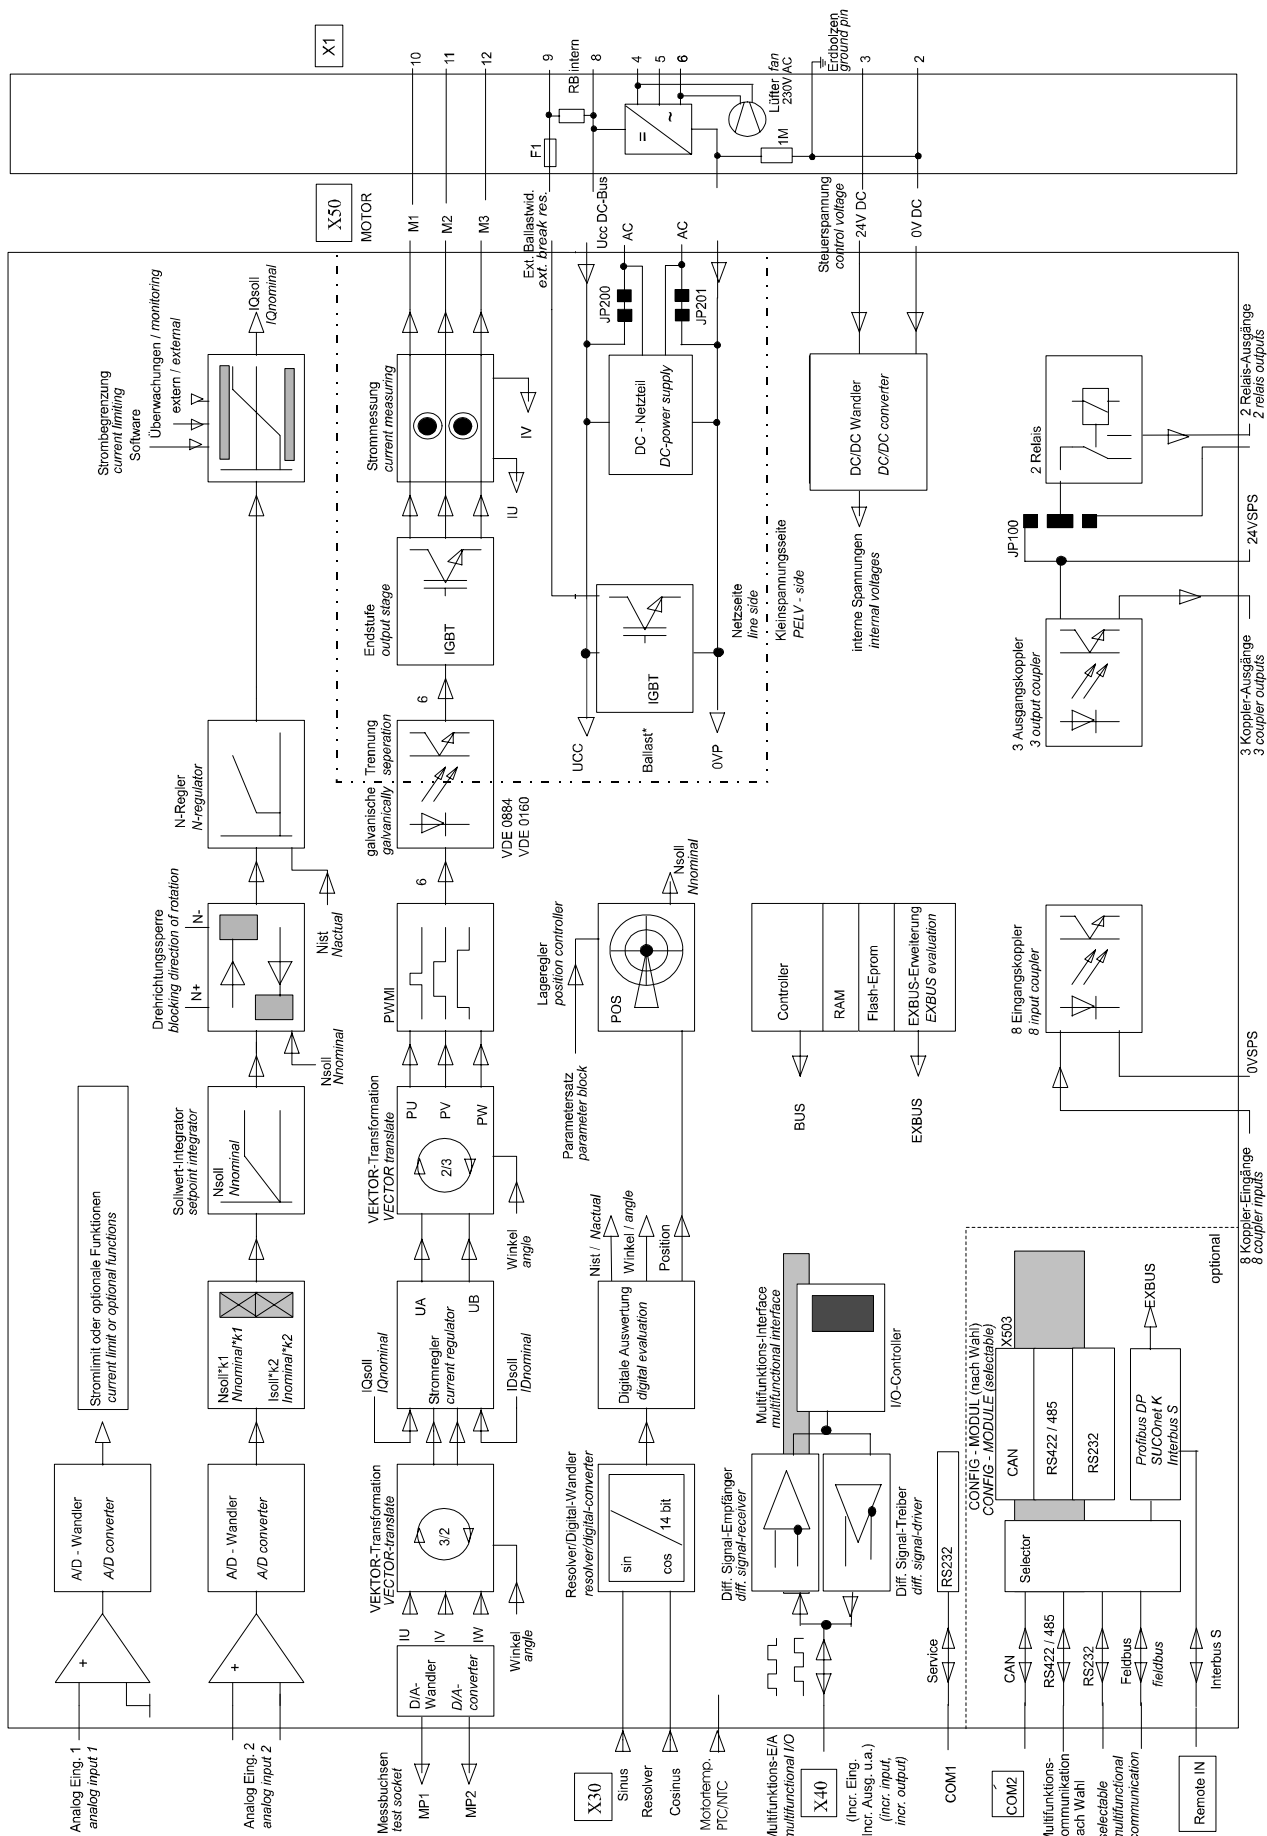 X1
10
11
12
9
RB intern
8
4
5
6
Lüfter fan
230V AC
Erdbolzen
ground pin
3
2
F1
=
~
1M
X50
MOTOR
M1
M2
M3
Ext. Ballastwid.
ext. break res.
Ucc DC-Bus
AC
AC
Steuerspannung
control voltage
24V DC
0V DC
Strombegrenzung
current limiting
Software
Überwachungen / monitoring
extern / external
IQsoll
IQnominal
Strommessung
current measuring
IV
IU
JP200
JP201
DC - Netzteil
DC-power supply
DC/DC Wandler
DC/DC converter
interne Spannungen
internal voltages
2 Relais
JP100
2 Relais-Ausgänge
2 relais outputs
24VSPS
Endstufe
output stage
IGBT
6
IGBT
Netzseite
line side
Kleinspannungsseite
PELV - side
UCC
Ballast*
0VP
3 Ausgangskoppler
3 output coupler
3 Koppler-Ausgänge
3 coupler outputs
N-Regler
N-regulator
galvanische Trennung
galvanically seperation
VDE 0884
VDE 0160
6
Drehrichtungssperre
blocking direction of rotation
N+
N-
Nist
Nactual
Nsoll
Nnominal
PWMI
Lageregler
position controller
POS
Nsoll
Nnominal
Parametersatz
parameter block
Controller
RAM
Flash-Eprom
EXBUS-Erweiterung
EXBUS evaluation
BUS
EXBUS
8 Eingangskoppler
8 input coupler
0VSPS
8 Koppler-Eingänge
8 coupler inputs
Stromlimit oder optionale Funktionen
current limit or optional functions
Sollwert-Integrator
setpoint integrator
Nsoll
Nnominal
VEKTOR-Transformation
VECTOR translate
PU
PV
PW
2/3
Winkel
angle
Nist / Nactual
Winkel / angle
Position
Nsoll*k1
Nnominal*k1
Isoll*k2
Inominal*k2
IQsoll
IQnominal
Stromregler
current regulator
UA
UB
IDsoll
IDnominal
Digitale Auswertung
digital evaluation
Multifunktions-Interface
multifunctional interface
I/O-Controller
optional
CONFIG - MODUL (nach Wahl)
CONFIG - MODULE (selectable)
X503
CAN
RS422 / 485
RS232
EXBUS
Profibus DP
SUCOnet K
Interbus S
A/D - Wandler
A/D converter
A/D - Wandler
A/D converter
VEKTOR-Transformation
VECTOR-translate
3/2
IU
IV
IW
Winkel
angle
Resolver/Digital-Wandler
resolver/digital-converter
sin
cos
14 bit
Diff. Signal-Empfänger
diff. signal-receiver
Diff. Signal-Treiber
diff. signal-driver
RS232
Selector
+
+
D/A-
Wandler
D/A-
converter
Service
CAN
RS422 / 485
RS232
Feldbus
fieldbus
Interbus S
Analog Eing. 1
analog input 1
Analog Eing. 2
analog input 2
Messbuchsen
test socket
MP1
MP2
X30
Sinus
Resolver
Cosinus
Motortemp.
PTC/NTC
Multifunktions-E/A
multifunctional I/O
X40
(Incr. Eing.
Incr. Ausg. u.a.)
(incr. input,
incr. output)
COM1
COM2
Multifunktions-
ommunikation
ach Wahl
selectable
multifunctional
communication
Remote IN